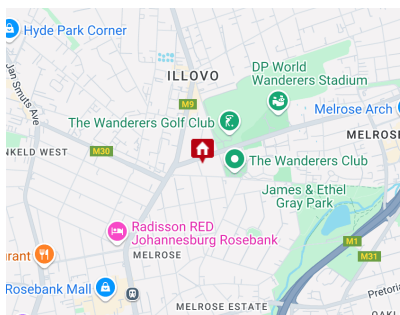 Hyde Park Corner
ILLOVO
DP World
Wanderers Stadium
Jan Smuts Ave
M9
The Wanderers Golf Club
Melrose Arch
MELROSE
NKELD WEST
M30
The Wanderers Club
James & Ethel
Gray Park
Radisson RED
Johannesburg Rosebank
M1
urant
MELROSE
M31
Rosebank Mall
Pretoria
MELROSE ESTATE